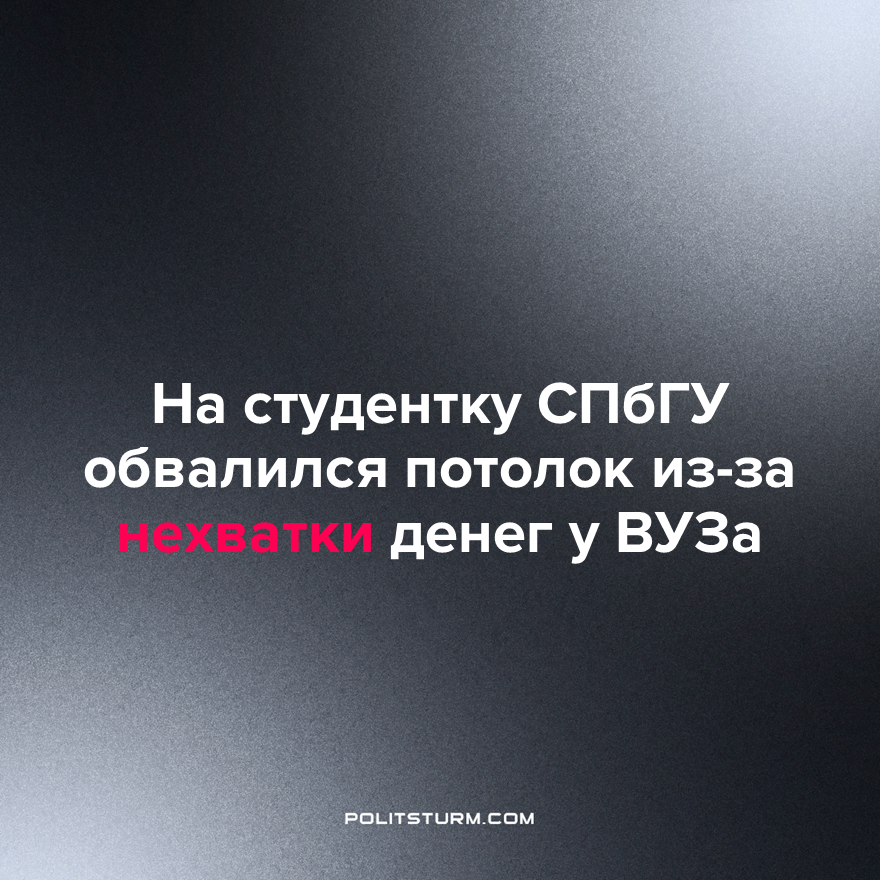 На студентку СПбГУ
обвалился потолок из-за
нехватки денег у ВУЗа
POLITSTURM.COM